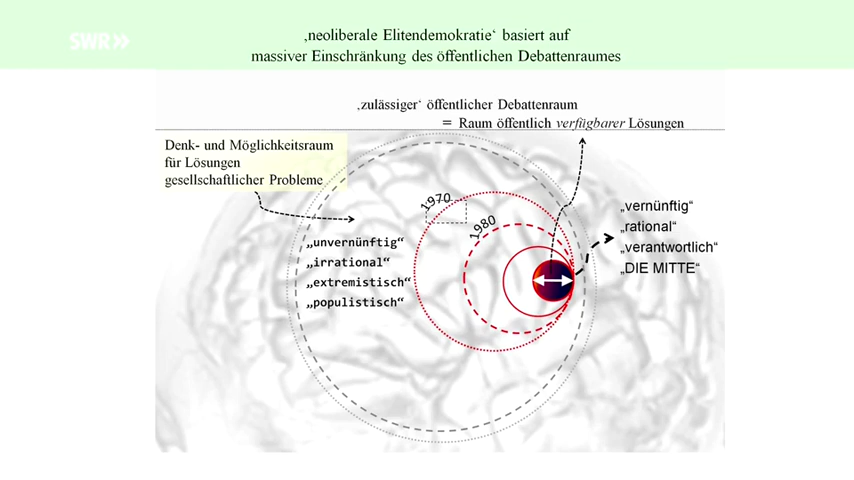 SWR»
‚neoliberale Elitendemokratie‘ basiert auf
massiver Einschränkung des öffentlichen Debattenraumes
‚zulässiger‘ öffentlicher Debattenraum
= Raum öffentlich verfügbarer Lösungen
Denk- und Möglichkeitsraum
für Lösungen
gesellschaftlicher Probleme
1970
1980
„unvernünftig“
„irrational“
„extremistisch“
„populistisch“
„vernünftig“
„rational“
„verantwortlich“
„DIE MITTE“